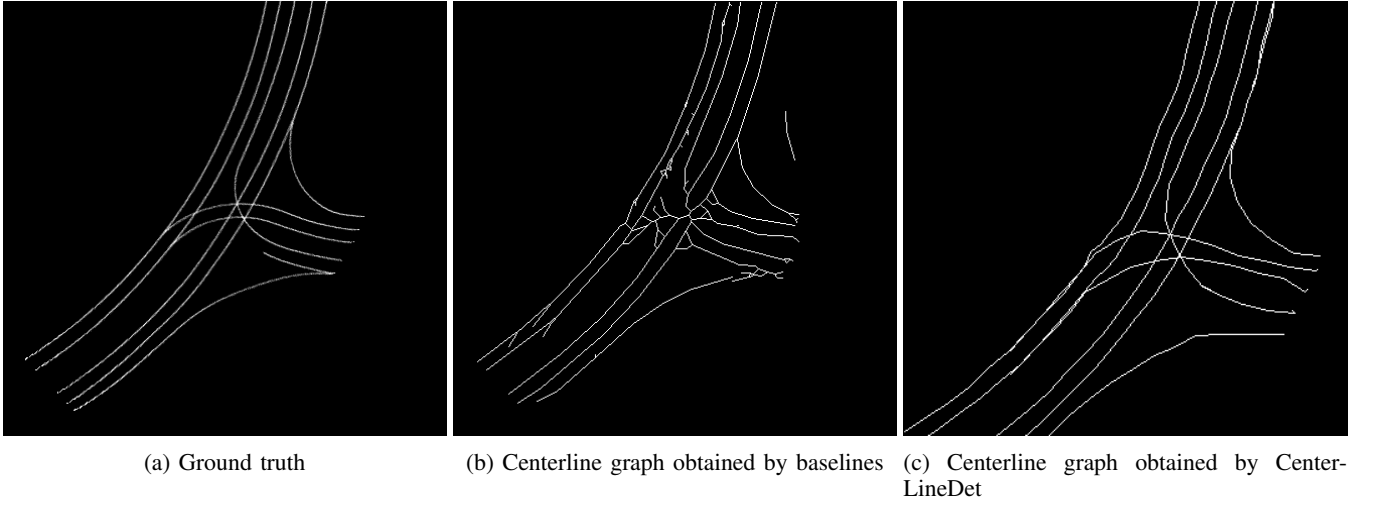 (a) Ground truth
(b) Centerline graph obtained by baselines
(c) Centerline graph obtained by Center-
LineDet